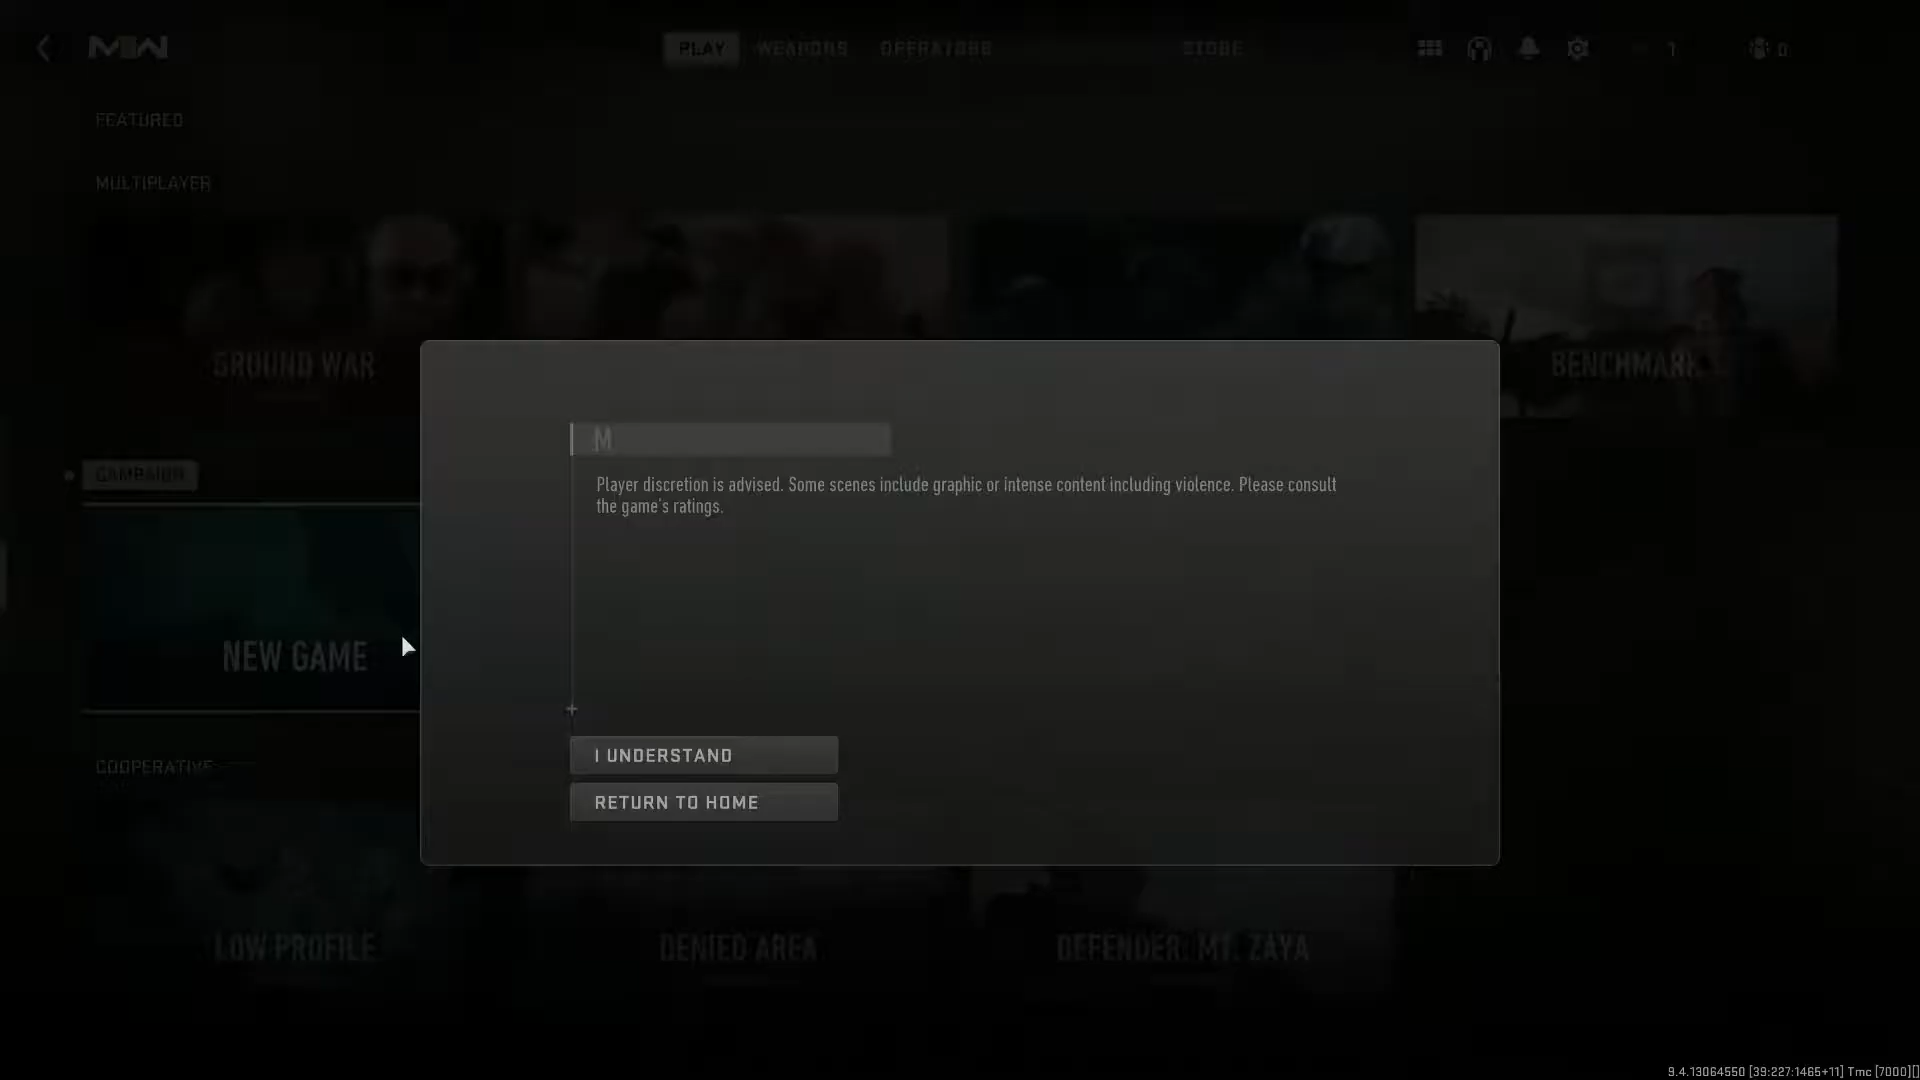 MW PLAY WEAPONS OPERATORS STORE 1 0
FEATURED
MULTIPLAYER
GROUND WAR
BENCHMARK
M
Player discretion is advised. Some scenes include graphic or intense content including violence. Please consult
the game's ratings.
CAMPAIGN
NEW GAME
I UNDERSTAND
COOPERATIVE
RETURN TO HOME
LOW PROFILE
DENIED AREA
DEFENDER: MT. ZAYA
9.4.13064550 [39:227:1465+11] Tmc [7000][]